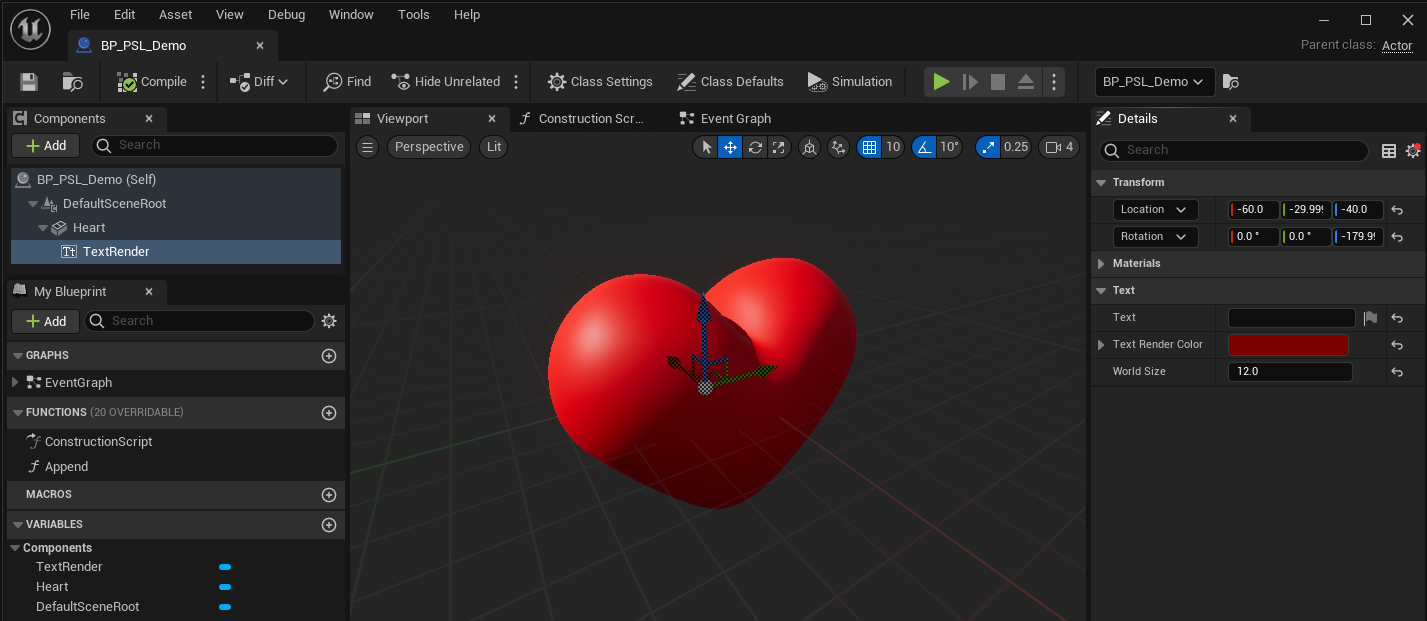 File Edit Asset View Debug Window Tools Help
BP_PSL_Demo
Parent class: Actor
Compile Diff Find Hide Unrelated Class Settings Class Defaults Simulation BP_PSL_Demo
Components
Add Search
BP_PSL_Demo (Self)
DefaultSceneRoot
Heart
Tt TextRender
My Blueprint
Add Search
GRAPHS
EventGraph
FUNCTIONS (20 OVERRIDABLE)
ConstructionScript
Append
MACROS
VARIABLES
Components
TextRender
Heart
DefaultSceneRoot
Viewport Construction Scr... Event Graph
Perspective Lit 10 10° 0.25 4
Details
Search
Transform
Location -60.0 -29.999 -40.0
Rotation 0.0 ° 0.0 ° -179.99
Materials
Text
Text
Text Render Color
World Size 12.0